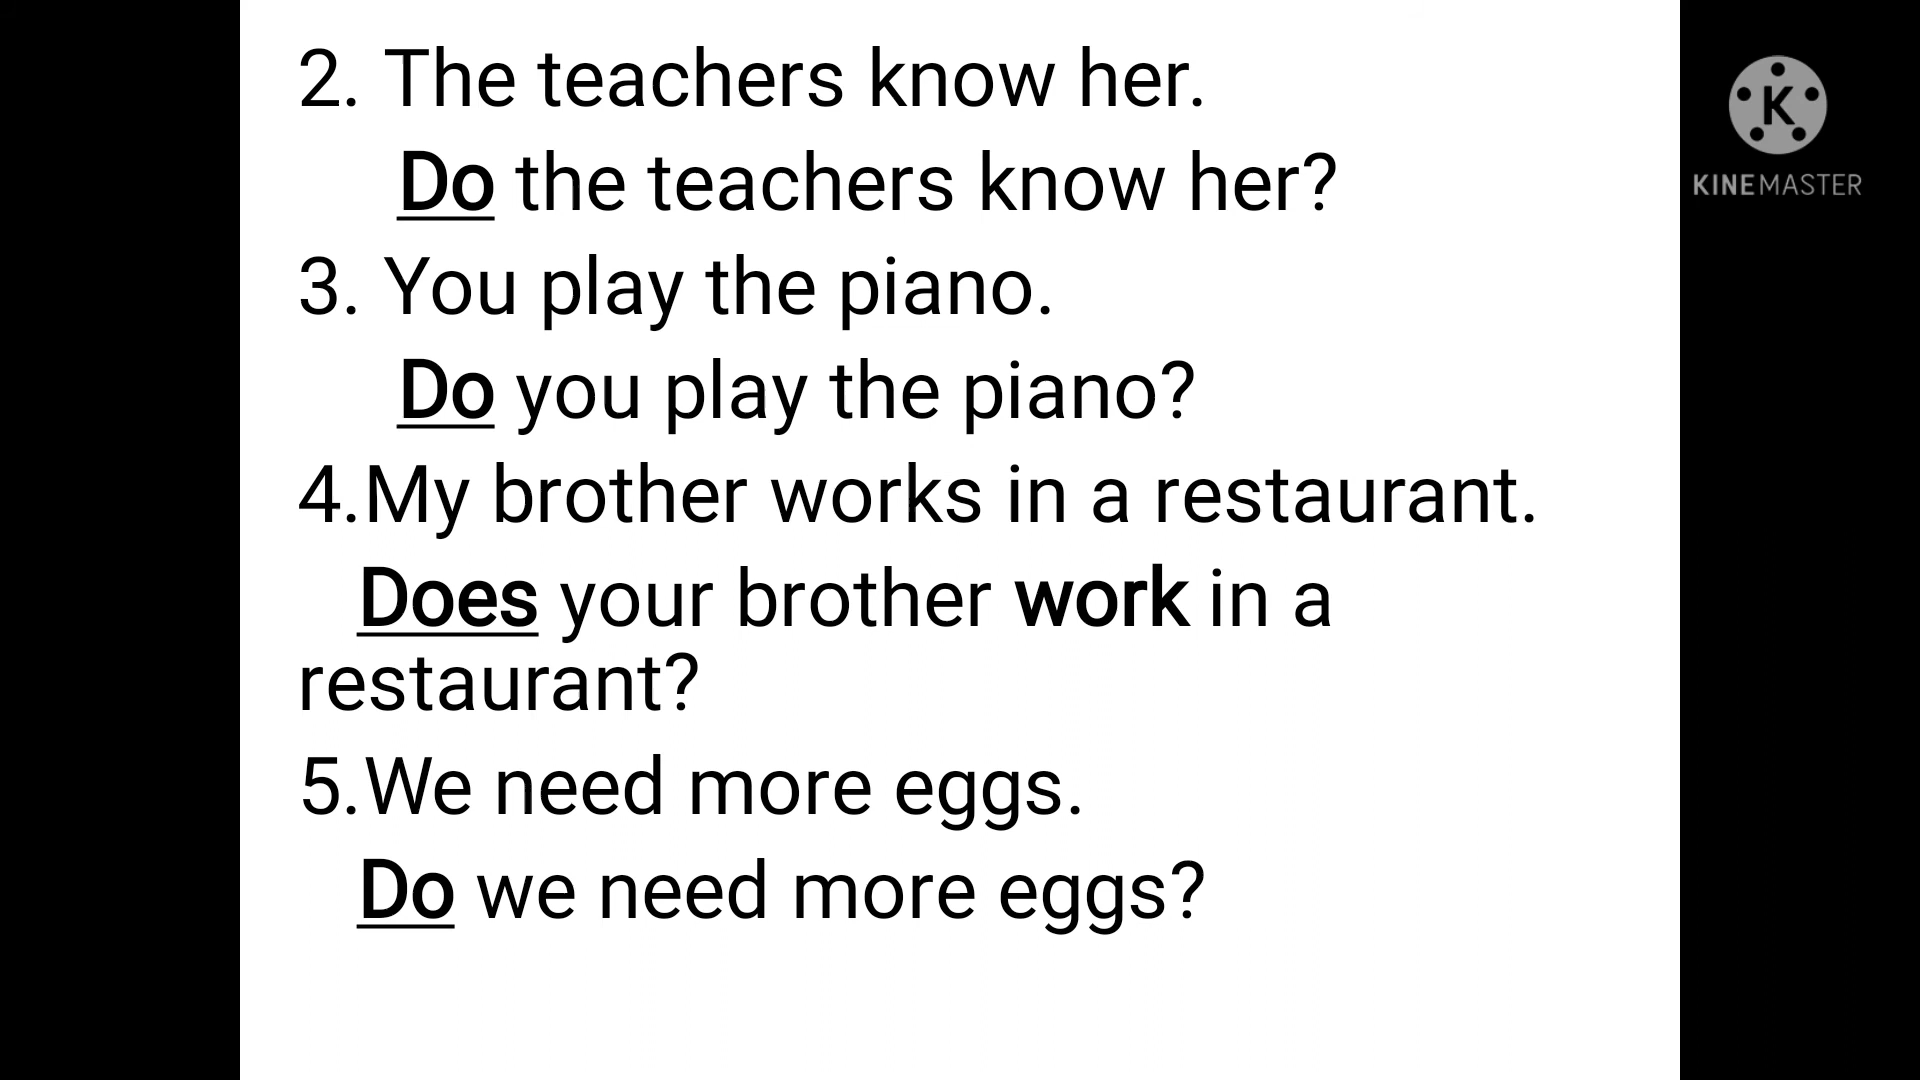 2. The teachers know her.
Do the teachers know her?
3. You play the piano.
Do you play the piano?
4.My brother works in a restaurant.
Does your brother work in a
restaurant?
5.We need more eggs.
Do we need more eggs?
K
KINEMASTER